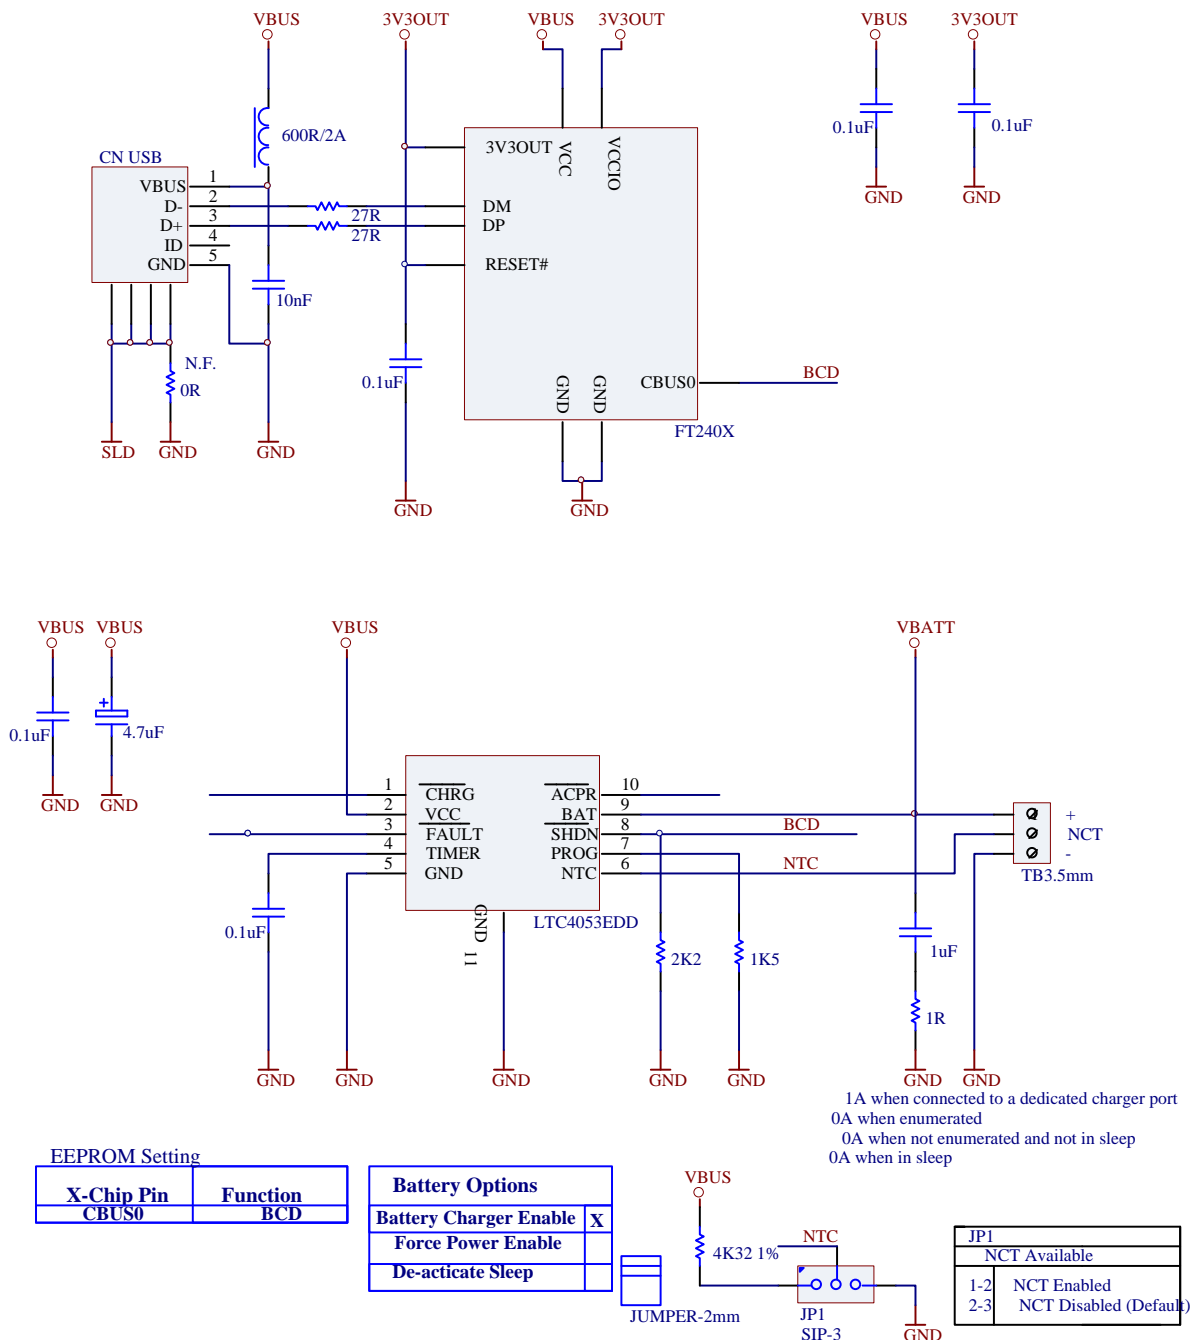 VBUS
3V3OUT
VBUS
3V3OUT
VBUS
3V3OUT
600R/2A
0.1uF
0.1uF
GND
GND
CN USB
VBUS
D-
D+
ID
GND
1
2
3
4
5
27R
27R
10nF
N.F.
0R
SLD
GND
GND
0.1uF
GND
3V3OUT
VCC
VCCIO
DM
DP
RESET#
GND
GND
CBUS0
BCD
FT240X
GND
VBUS
VBUS
VBUS
VBATT
0.1uF
+
4.7uF
GND
GND
1
2
3
4
5
CHRG
VCC
FAULT
TIMER
GND
GND
11
ACPR
BAT
SHDN
PROG
NTC
10
9
8
7
6
BCD
NTC
LTC4053EDD
0.1uF
2K2
1K5
1uF
1R
+
NCT
-
TB3.5mm
GND
GND
GND
GND
GND
GND
GND
1A when connected to a dedicated charger port
0A when enumerated
0A when not enumerated and not in sleep
0A when in sleep
EEPROM Setting
X-Chip Pin Function
CBUS0 BCD
Battery Options
Battery Charger Enable X
Force Power Enable
De-acticate Sleep
JUMPER-2mm
VBUS
4K32 1%
NTC
JP1
SIP-3
GND
JP1
NCT Available
1-2 NCT Enabled
2-3 NCT Disabled (Default)